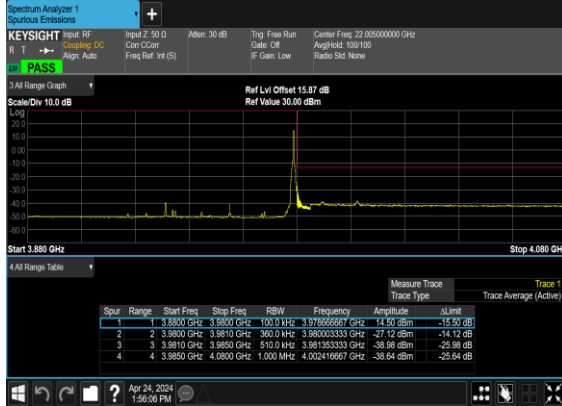 Spectrum Analyzer 1
Spurious Emissions
+
KEYSIGHT Input: RF Input Z: 50 Ω Atten: 30 dB Trig: Free Run Center Freq: 22.005000000 GHz
R T Coupling: DC Corr CCorr Gate: Off Avg|Hold: 100/100
Align: Auto Freq Ref: Int (S) IF Gain: Low Radio Std: None
PASS
3 All Range Graph Ref Lvl Offset 15.87 dB
Scale/Div 10.0 dB Ref Value 30.00 dBm
Log
20.0
10.0
0.00
-10.0
-20.0
-30.0
-40.0
-50.0
-60.0
Start 3.880 GHz Stop 4.080 GH
4 All Range Table
Measure Trace Trace 1
Trace Type Trace Average (Active)
Spur Range Start Freq Stop Freq RBW Frequency Amplitude ΔLimit
1 1 3.8800 GHz 3.9800 GHz 100.0 kHz 3.978666667 GHz 14.50 dBm -15.50 dB
2 2 3.9800 GHz 3.9810 GHz 360.0 kHz 3.980003333 GHz -27.12 dBm -14.12 dB
3 3 3.9810 GHz 3.9850 GHz 510.0 kHz 3.981353333 GHz -38.98 dBm -25.98 dB
4 4 3.9850 GHz 4.0800 GHz 1.000 MHz 4.002416667 GHz -38.64 dBm -25.64 dB
? Apr 24, 2024
1:56:06 PM